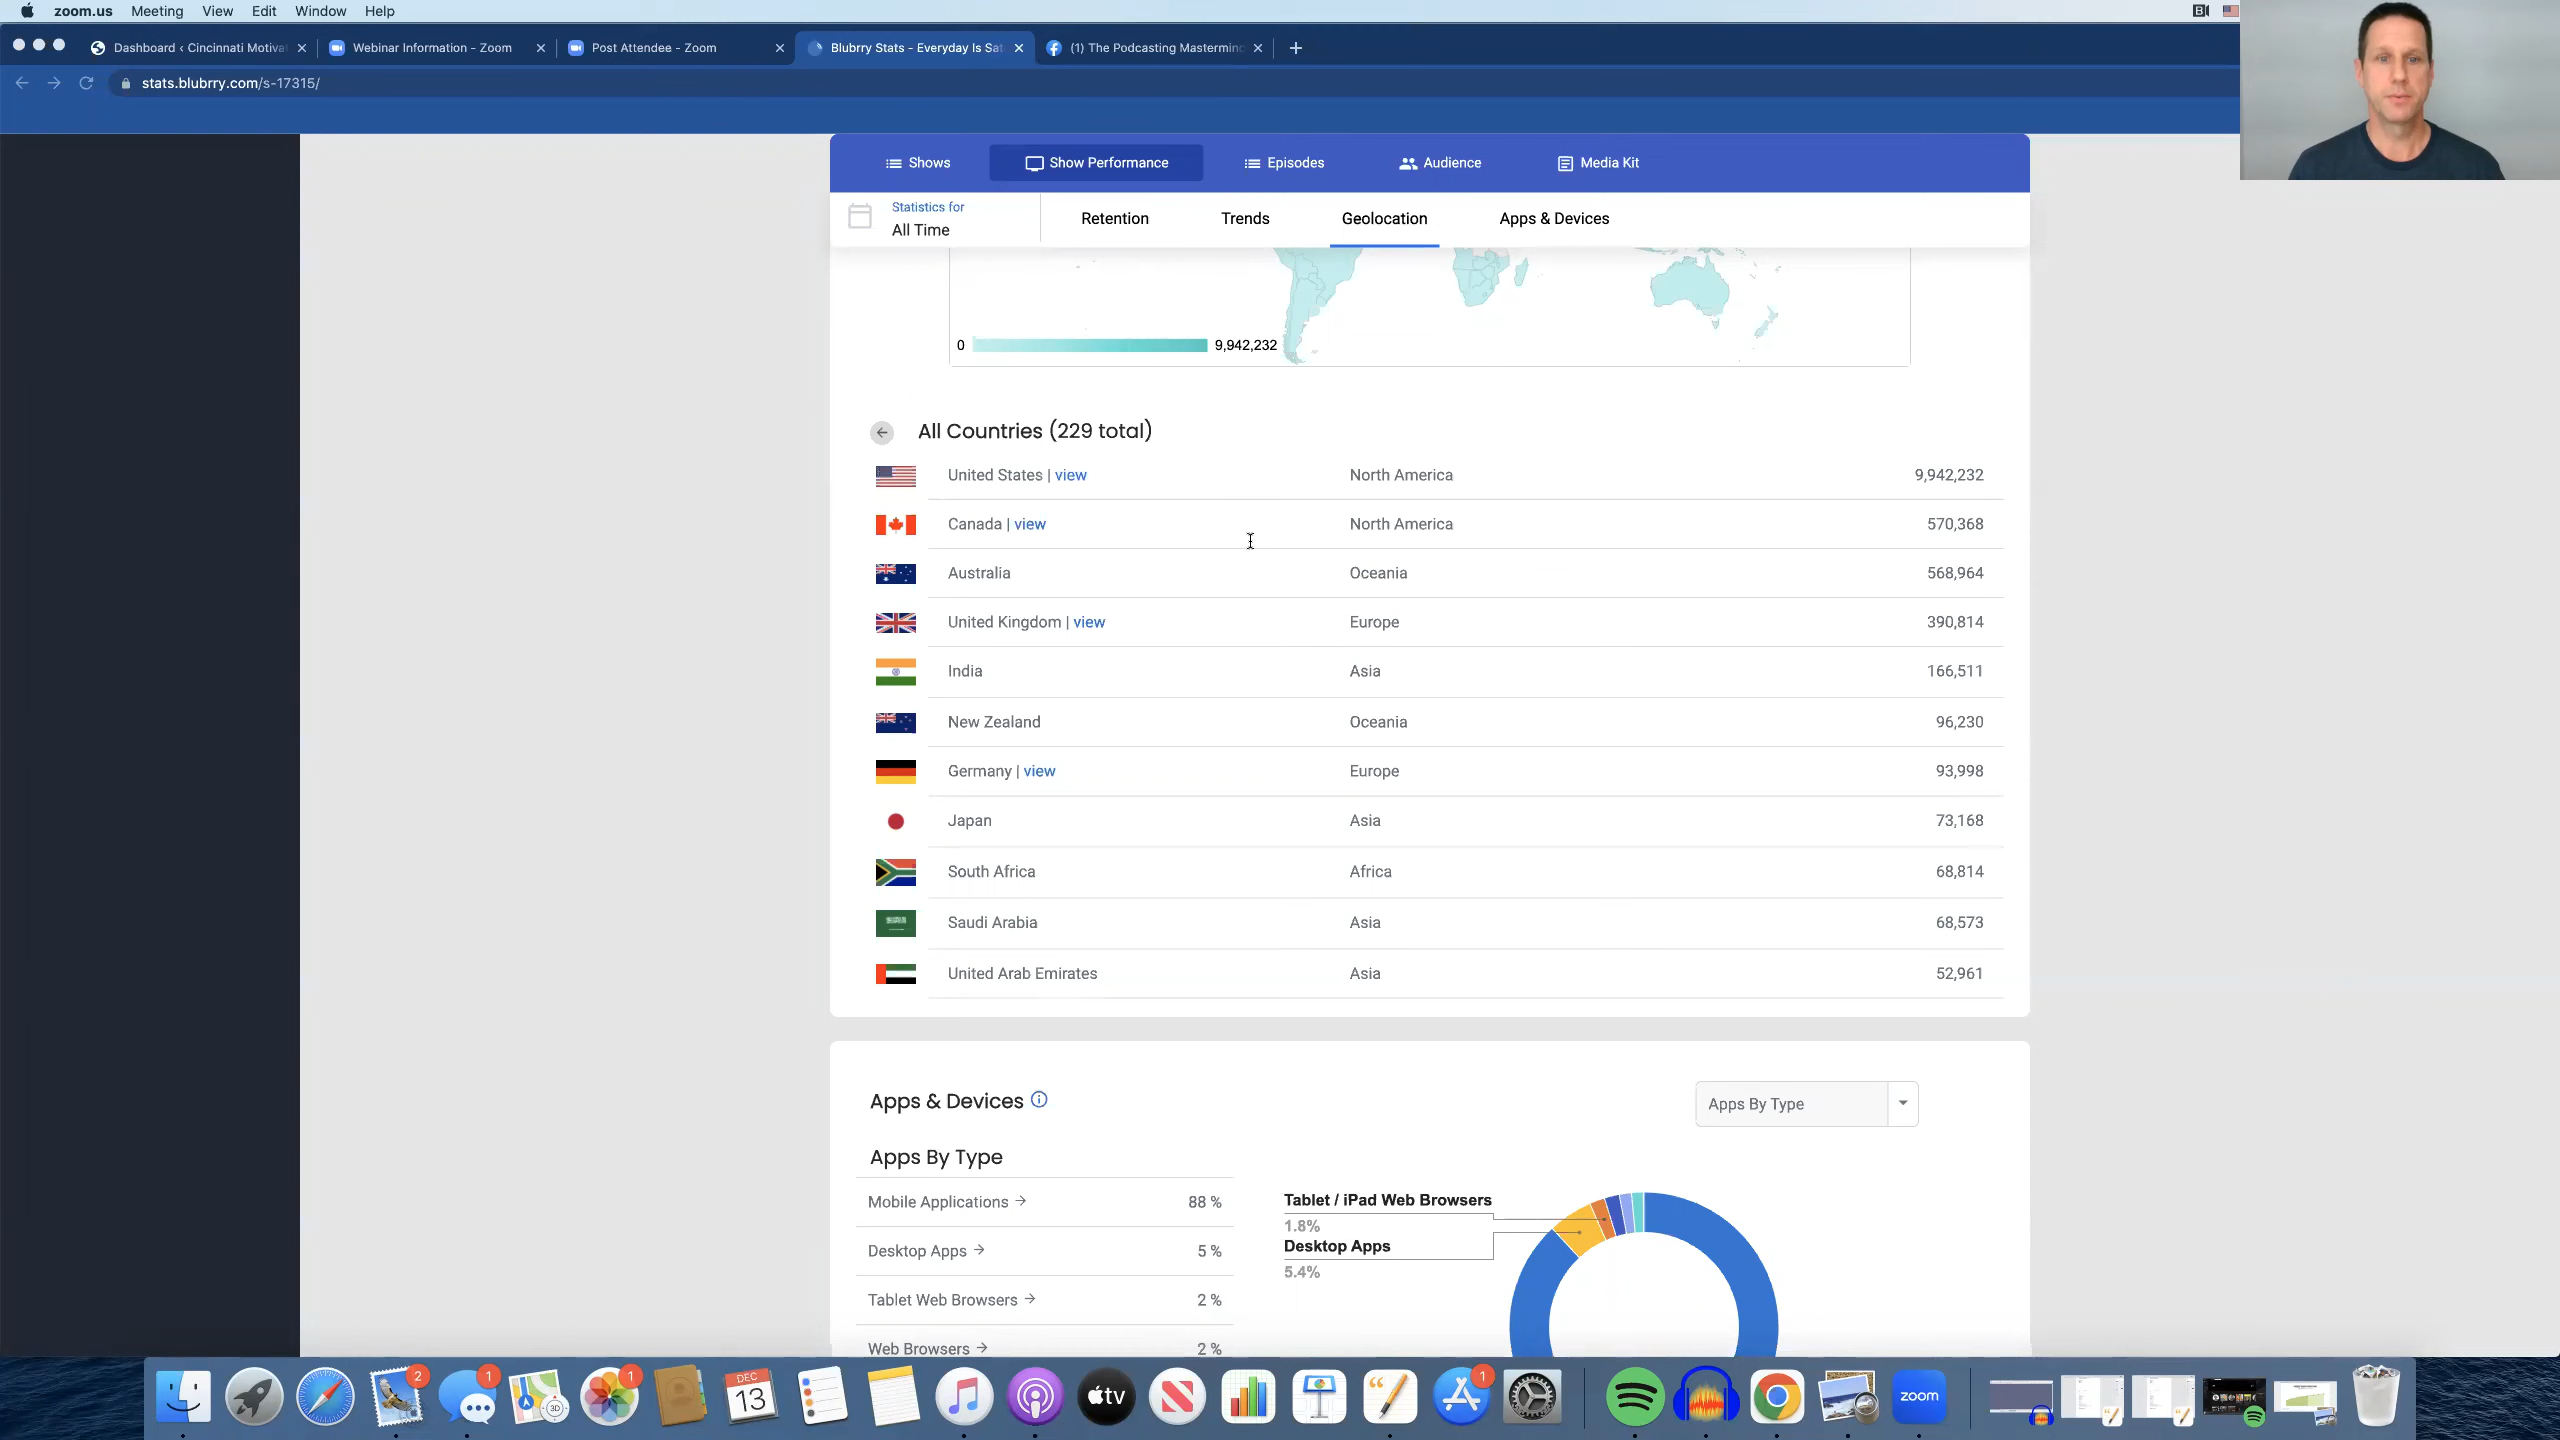 zoom.us Meeting View Edit Window Help
Dashboard ‹ Cincinnati Motiva
Webinar Information - Zoom
Post Attendee - Zoom
Blubrry Stats - Everyday Is Sat
(1) The Podcasting Mastermind
stats.blubrry.com/s-17315/
Shows
Show Performance
Episodes
Audience
Media Kit
Statistics for
All Time
Retention
Trends
Geolocation
Apps & Devices
0 9,942,232
All Countries (229 total)
United States | view North America 9,942,232
Canada | view North America 570,368
Australia Oceania 568,964
United Kingdom | view Europe 390,814
India Asia 166,511
New Zealand Oceania 96,230
Germany | view Europe 93,998
Japan Asia 73,168
South Africa Africa 68,814
Saudi Arabia Asia 68,573
United Arab Emirates Asia 52,961
Apps & Devices
Apps By Type
Apps By Type
Mobile Applications → 88 %
Desktop Apps → 5 %
Tablet Web Browsers → 2 %
Web Browsers → 2 %
Tablet / iPad Web Browsers
1.8%
Desktop Apps
5.4%
2
1
3D
1
DEC
13
tv
1
zoom